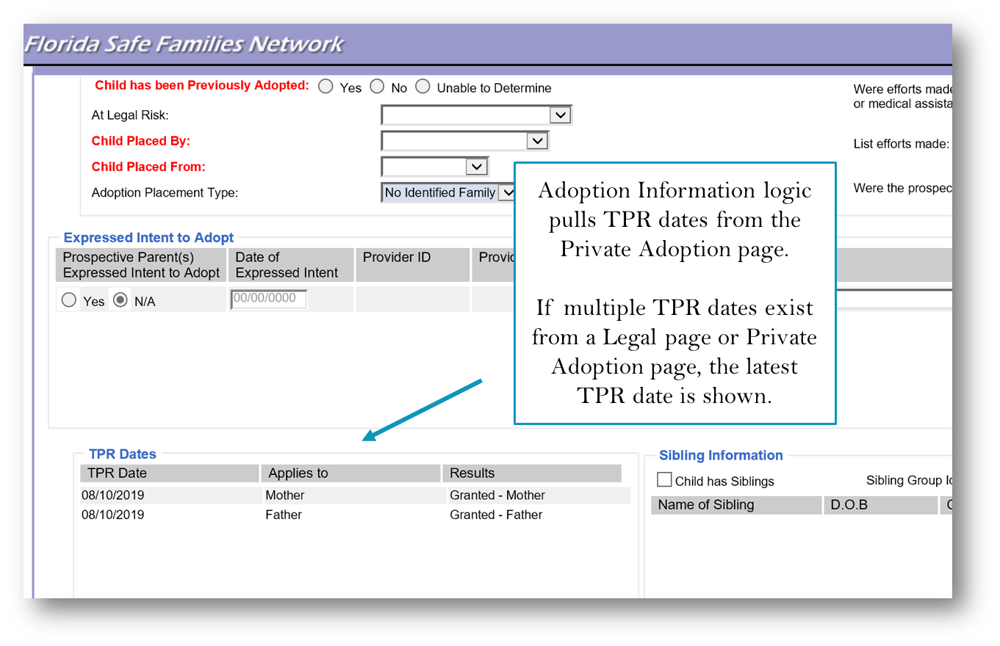 Florida Safe Families Network
Child has been Previously Adopted: Yes No Unable to Determine
Were efforts made
or medical assista
At Legal Risk:
Child Placed By:
List efforts made:
Child Placed From:
Adoption Placement Type: No Identified Family
Were the prospec
Adoption Information logic
pulls TPR dates from the
Private Adoption page.
If multiple TPR dates exist
from a Legal page or Private
Adoption page, the latest
TPR date is shown.
Expressed Intent to Adopt
Prospective Parent(s)
Expressed Intent to Adopt
Date of
Expressed Intent
Provider ID
Provid
Yes N/A 00/00/0000
TPR Dates
TPR Date Applies to Results
08/10/2019 Mother Granted - Mother
08/10/2019 Father Granted - Father
Sibling Information
Child has Siblings Sibling Group
Name of Sibling D.O.B